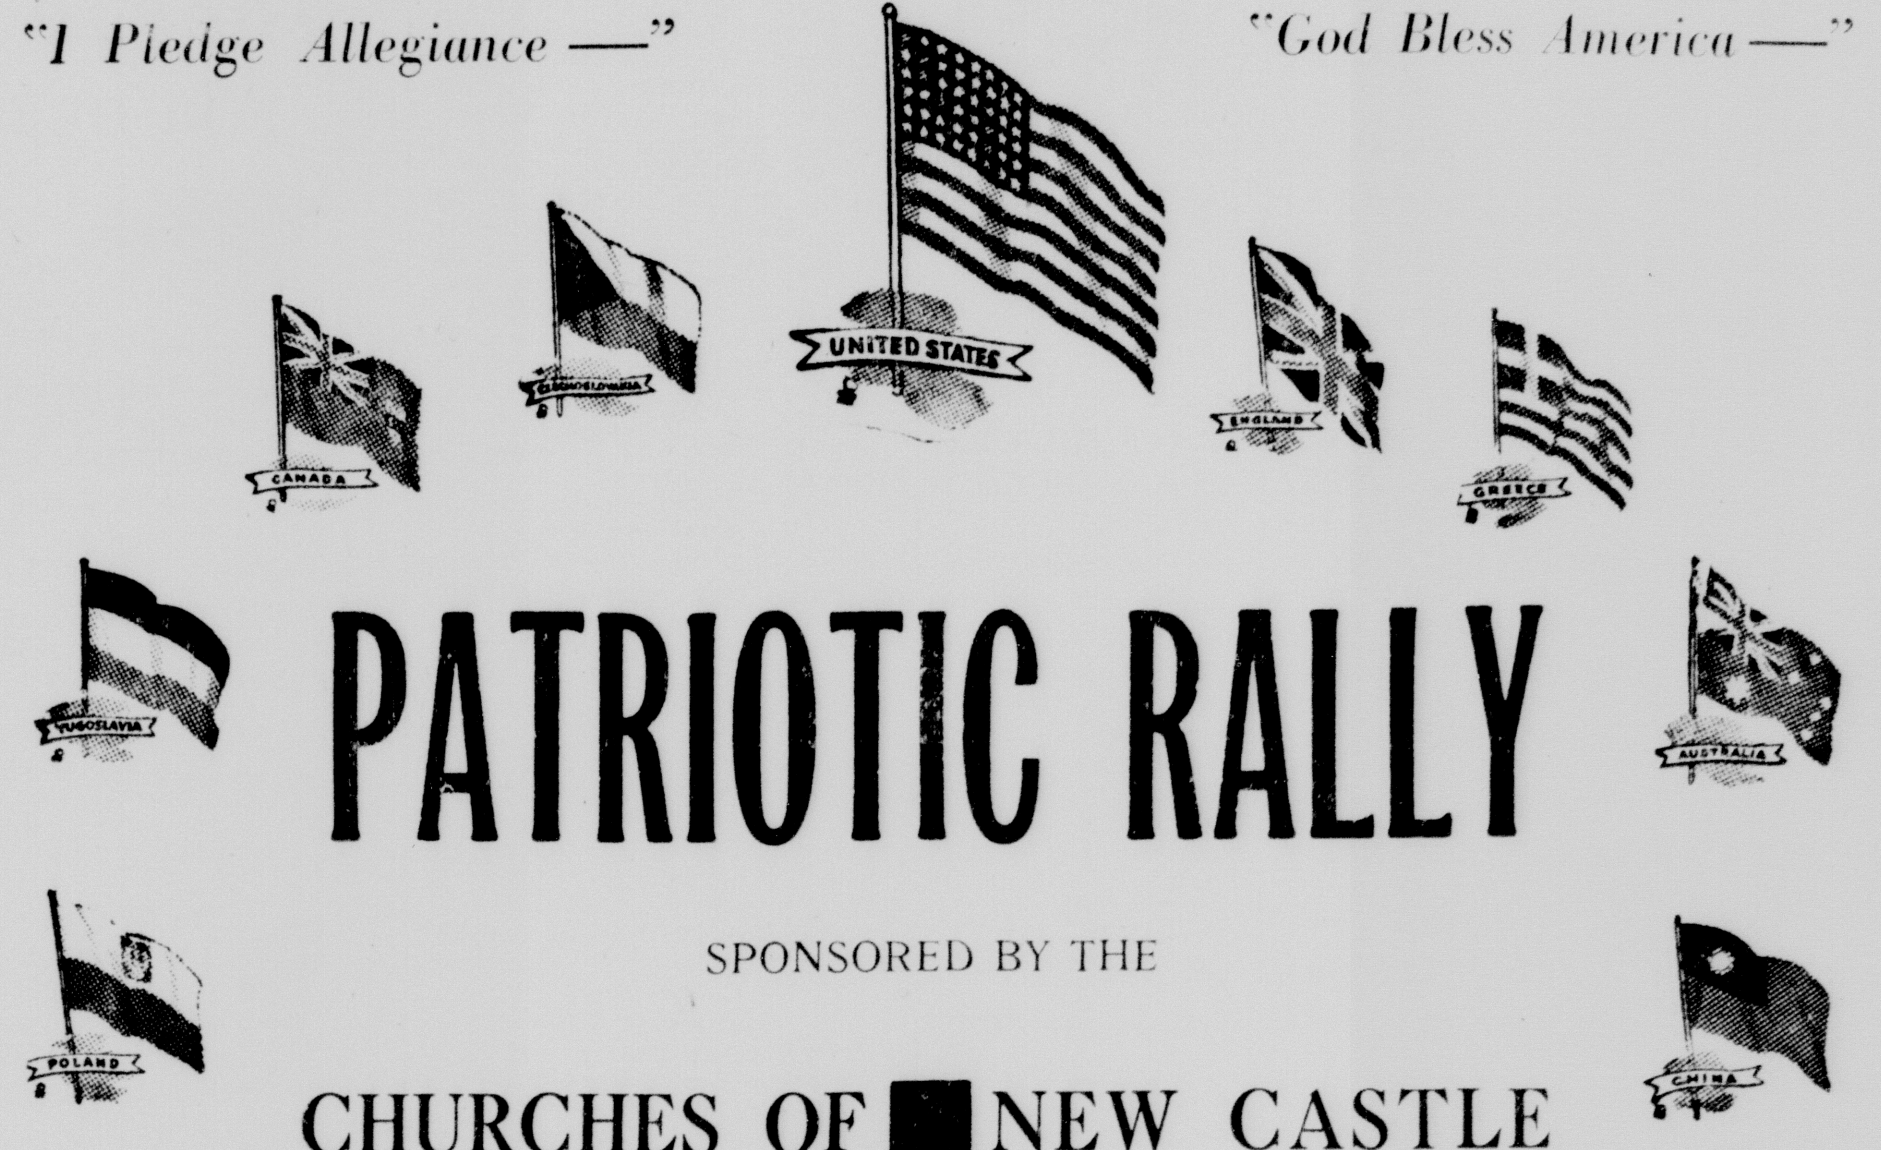 "I Pledge Allegiance —"
"God Bless America —"
UNITED STATES
CZECHOSLOVAKIA
ENGLAND
CANADA
GREECE
YUGOSLAVIA
AUSTRALIA
PATRIOTIC RALLY
POLAND
CHINA
SPONSORED BY THE
CHURCHES OF NEW CASTLE